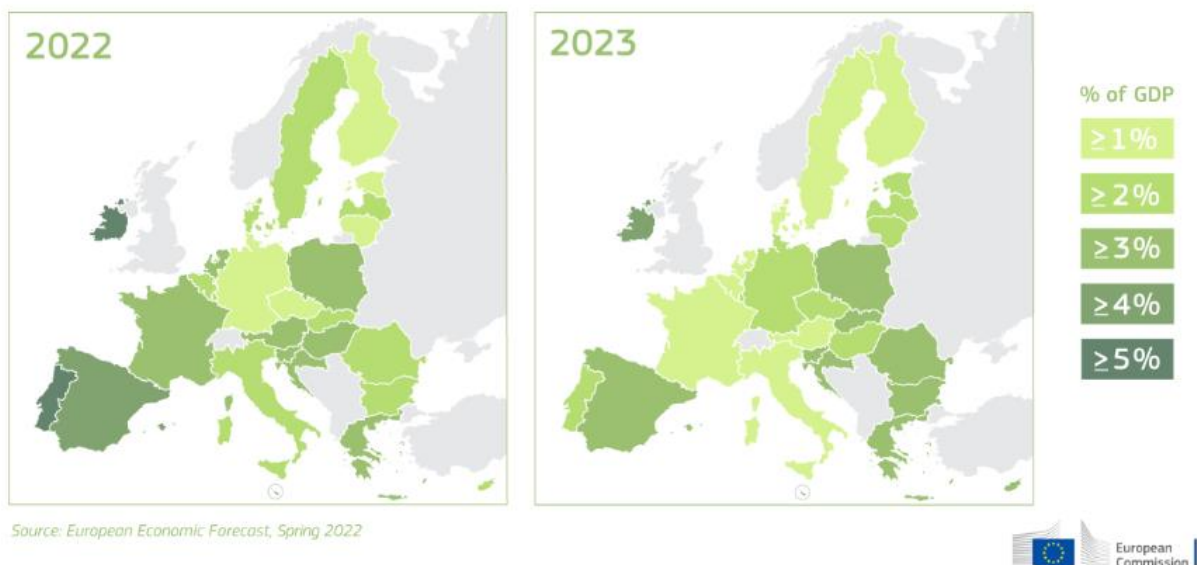 2022
2023
% of GDP
≥1%
≥2%
≥3%
≥4%
≥5%
Source: European Economic Forecast, Spring 2022
European
Commission